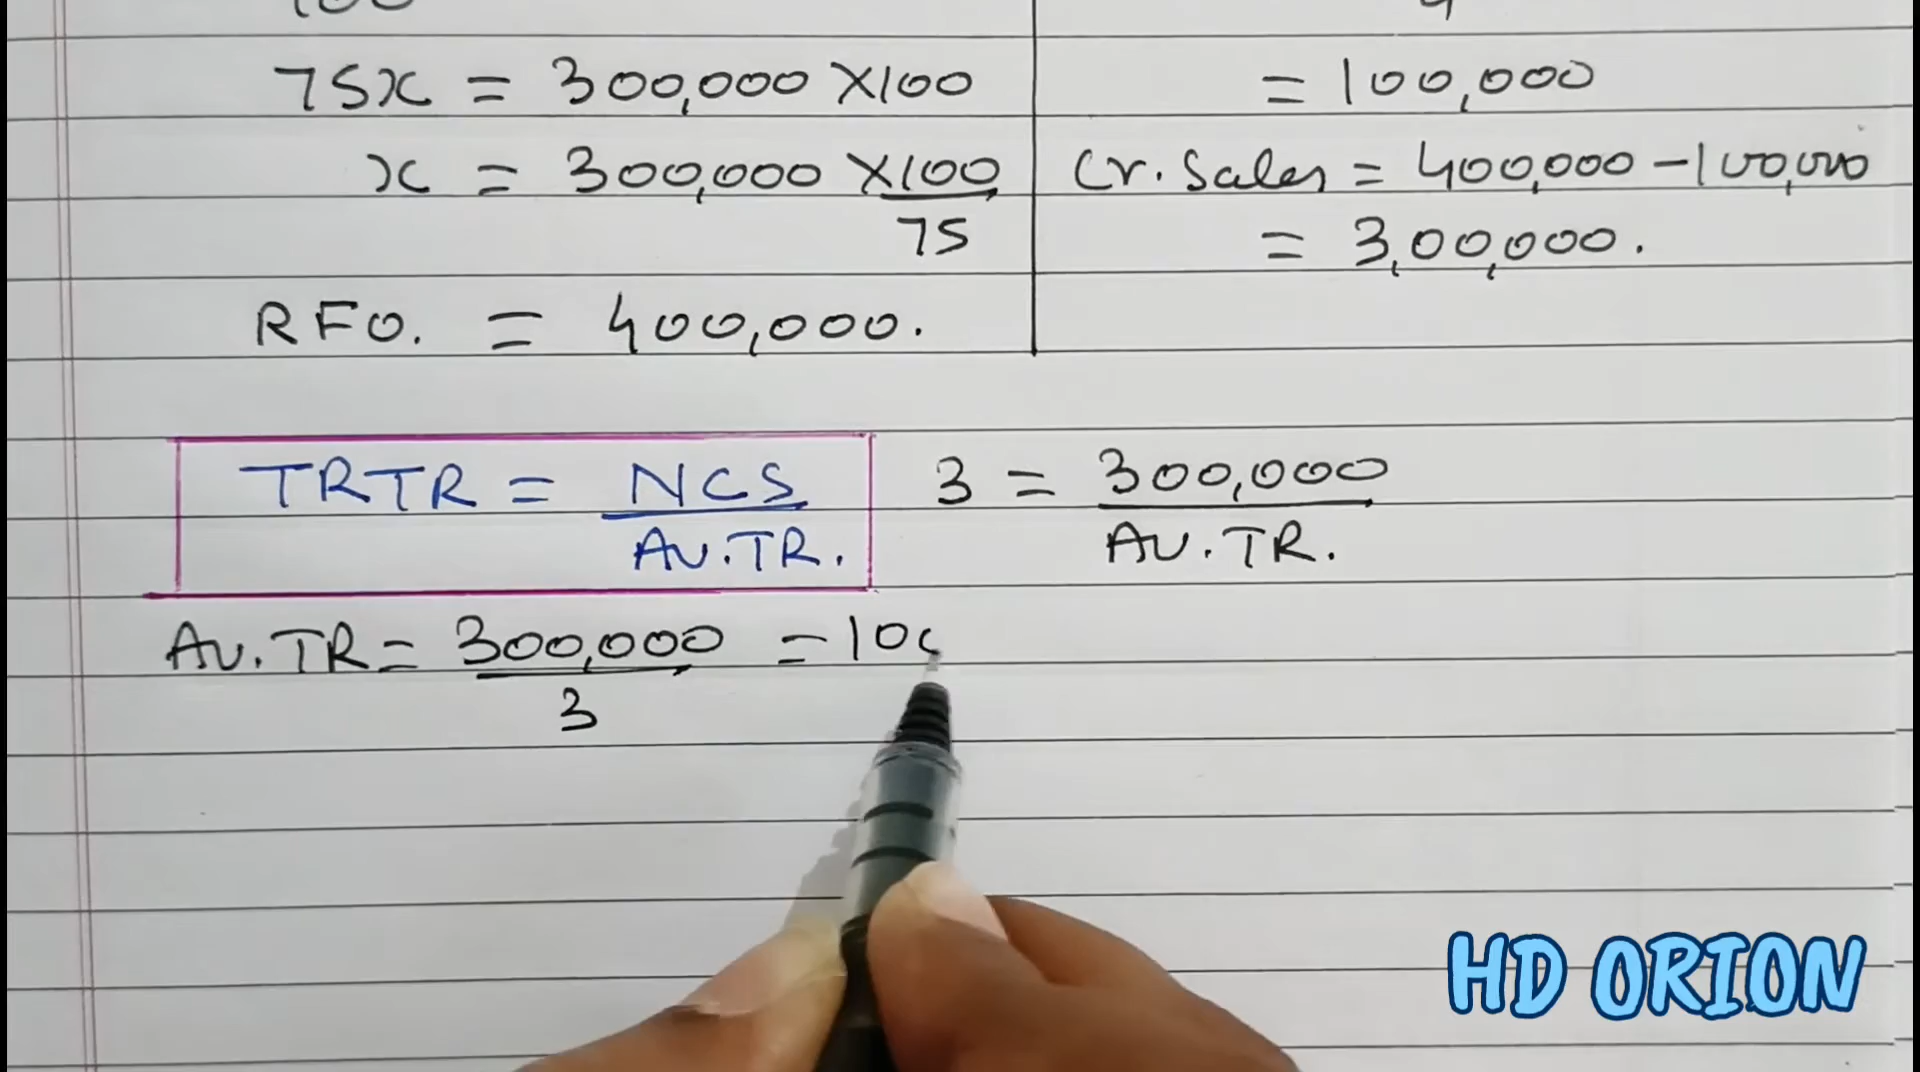 75x = 300,000 X100
x = 300,000 X100
75
RFO. = 400,000.
= 100,000
Cr. Sales = 400,000 - 100,000
= 3,00,000.
TRTR = NCS
AV.TR.
3 = 300,000
AV.TR.
AV.TR = 300,000 = 100
3
HD ORION